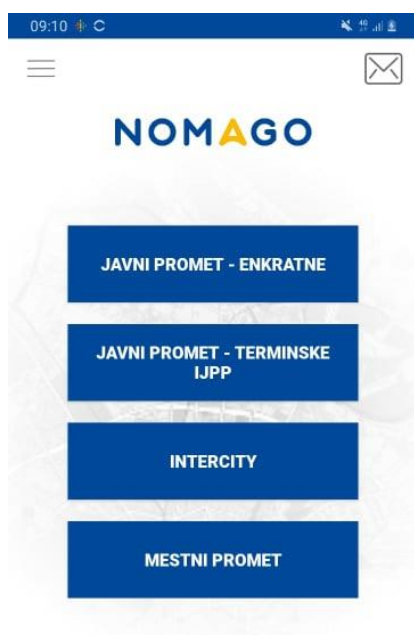 09:10
NOMAGO
JAVNI PROMET - ENKRATNE
JAVNI PROMET - TERMINSKE
IJPP
INTERCITY
MESTNI PROMET